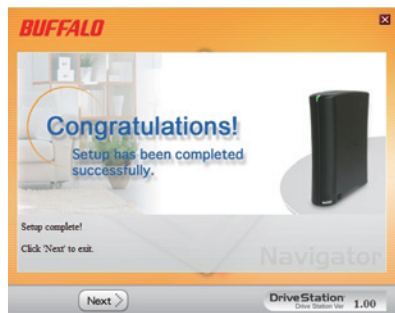 BUFFALO
Congratulations!
Setup has been completed
successfully.
Setup complete!
Click 'Next' to exit.
Navigator
Next
DriveStation
Drive Station Ver 1.00